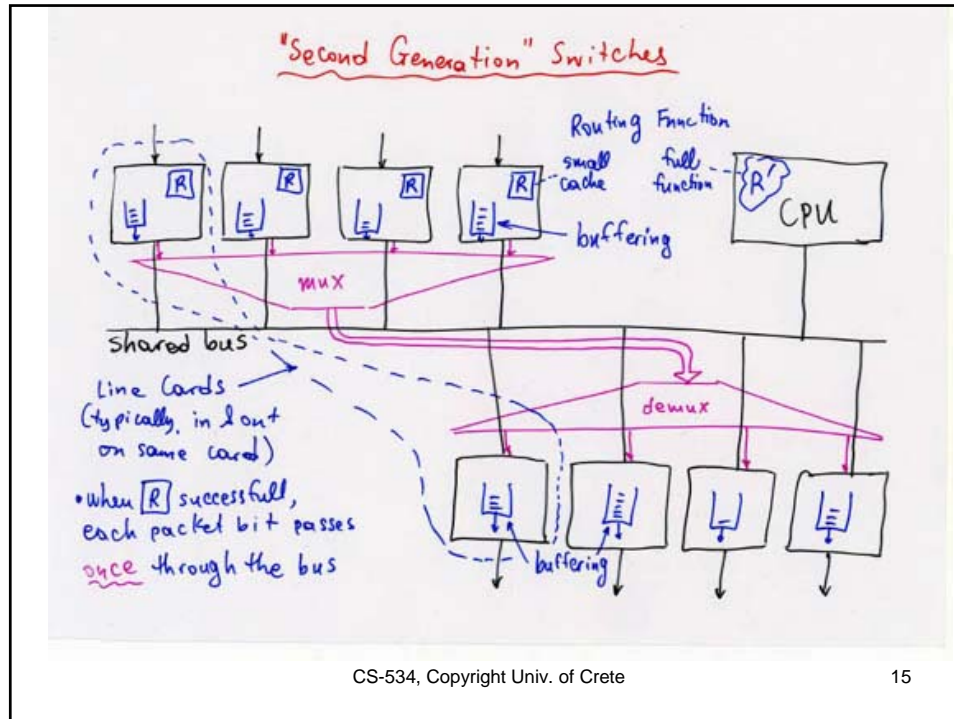 "Second Generation" Switches
Routing Function
small cache
full function
R
R
R
R
R'
CPU
buffering
mux
shared bus
Line Cards
(typically, in & out
on same card)
demux
• when R successfull,
each packet bit passes
once through the bus
buffering
CS-534, Copyright Univ. of Crete
15